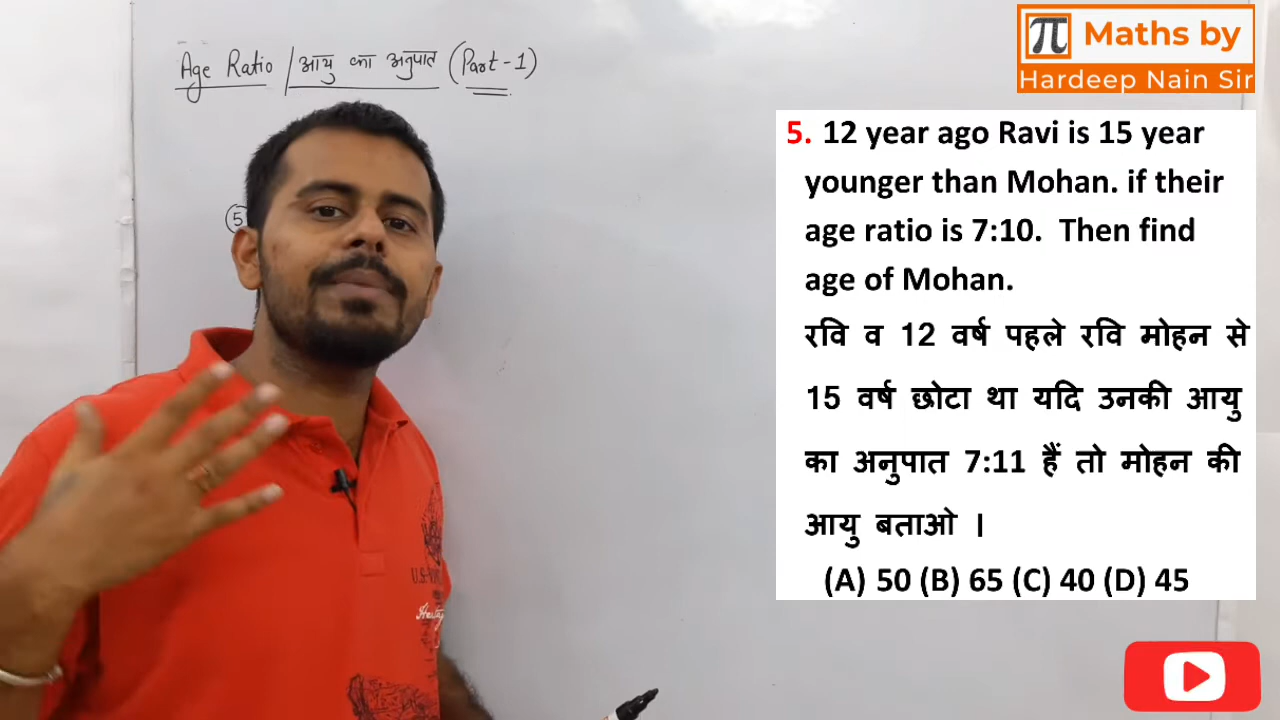 Age Ratio / आयु का अनुपात (Part-1)
π Maths by
Hardeep Nain Sir
5
5. 12 year ago Ravi is 15 year
younger than Mohan. if their
age ratio is 7:10. Then find
age of Mohan.
रवि व 12 वर्ष पहले रवि मोहन से
15 वर्ष छोटा था यदि उनकी आयु
का अनुपात 7:11 हैं तो मोहन की
आयु बताओ ।
(A) 50 (B) 65 (C) 40 (D) 45